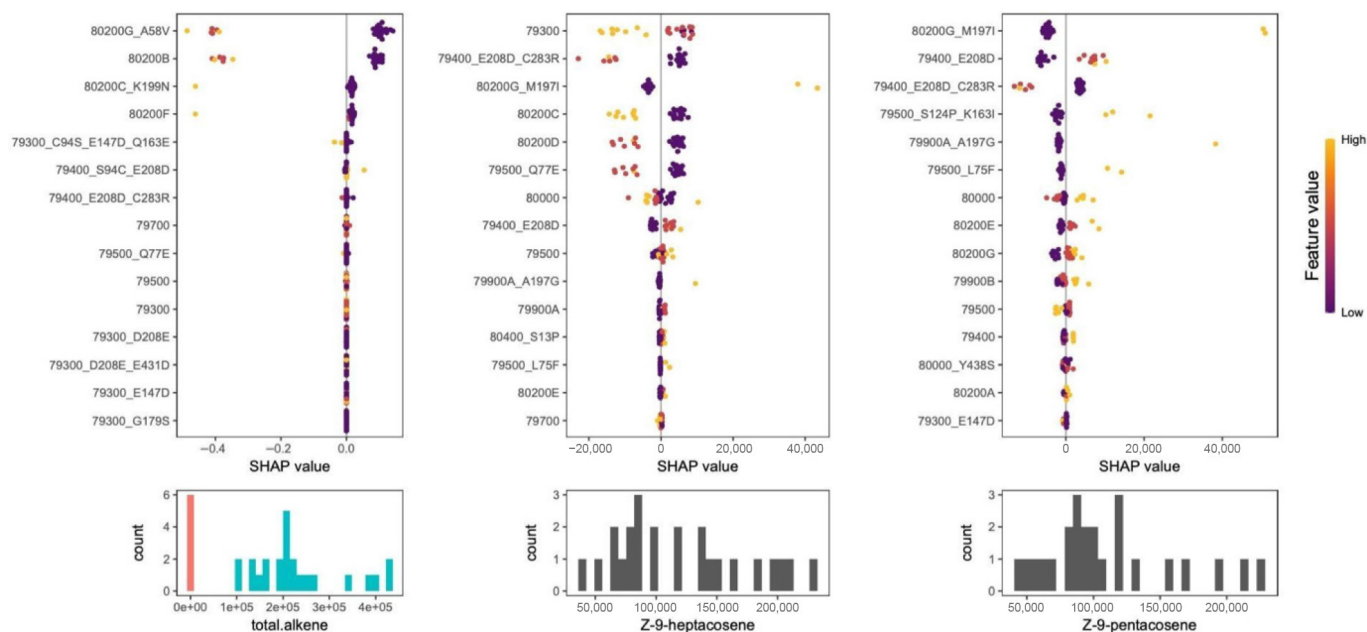 80200G_A58V
80200B
80200C_K199N
80200F
79300_C94S_E147D_Q163E
79400_S94C_E208D
79400_E208D_C283R
79700
79500_Q77E
79500
79300
79300_D208E
79300_D208E_E431D
79300_E147D
79300_G179S
−0.4 −0.2 0.0
SHAP value
79300
79400_E208D_C283R
80200G_M197I
80200C
80200D
79500_Q77E
80000
79400_E208D
79500
79900A_A197G
79900A
80400_S13P
79500_L75F
80200E
79700
−20,000 0 20,000 40,000
SHAP value
80200G_M197I
79400_E208D
79400_E208D_C283R
79500_S124P_K163I
79900A_A197G
79500_L75F
80000
80200E
80200G
79900B
79500
79400
80000_Y438S
80200A
79300_E147D
0 20,000 40,000
SHAP value
High
Low
Feature value
6
4
2
0
count
0e+00 1e+05 2e+05 3e+05 4e+05
total.alkene
3
2
1
0
count
50,000 100,000 150,000 200,000
Z-9-heptacosene
3
2
1
0
count
50,000 100,000 150,000 200,000
Z-9-pentacosene